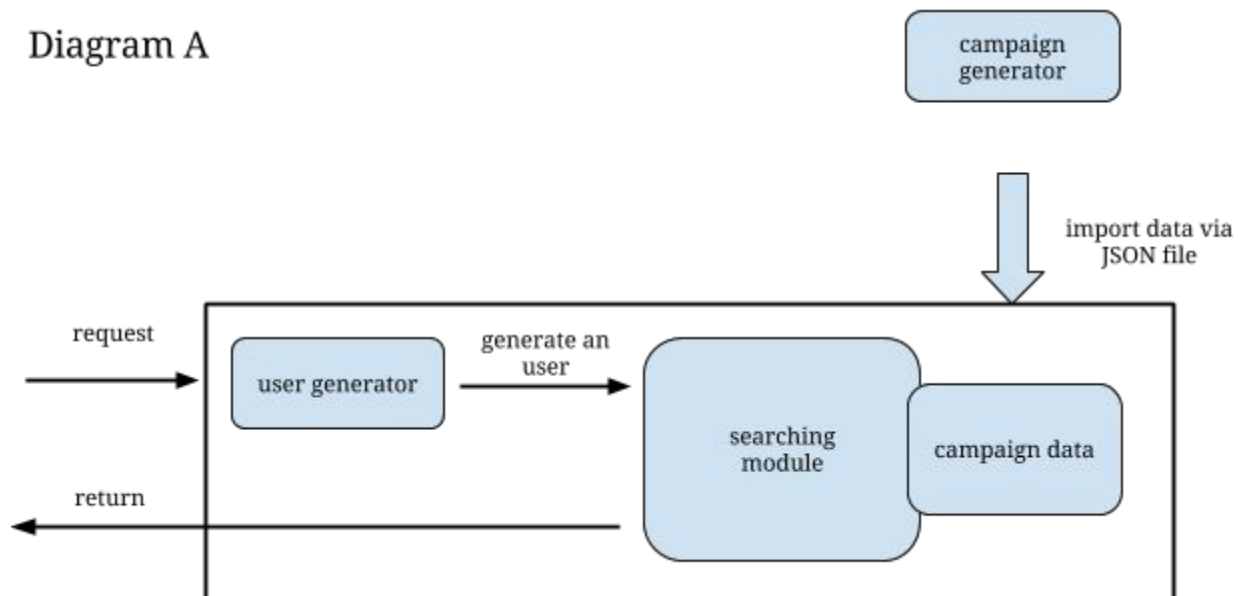 Diagram A
campaign
generator
import data via
JSON file
request
generate an
user
user generator
searching
module
campaign data
return